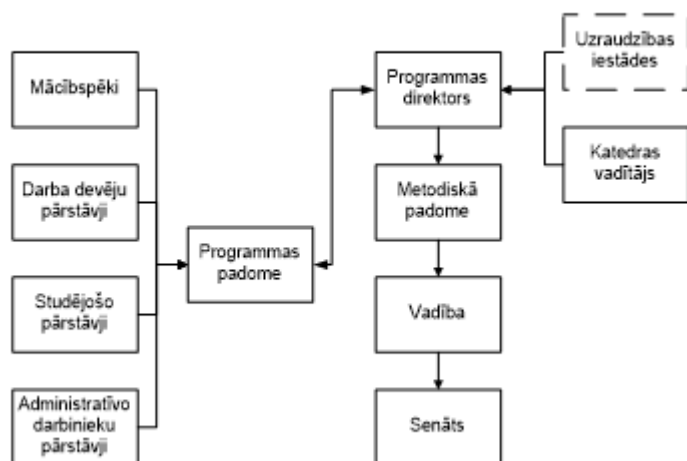 Mācībspēki
Darba devēju
pārstvji
Studējošo
pārstāvji
Administratīvo
darbinieku
pārstāvji
Programmas
padome
Programmas
direktors
Metodiskā
padome
Vadība
Senāts
Uzraudzības
iestādes
Katedras
vadītājs